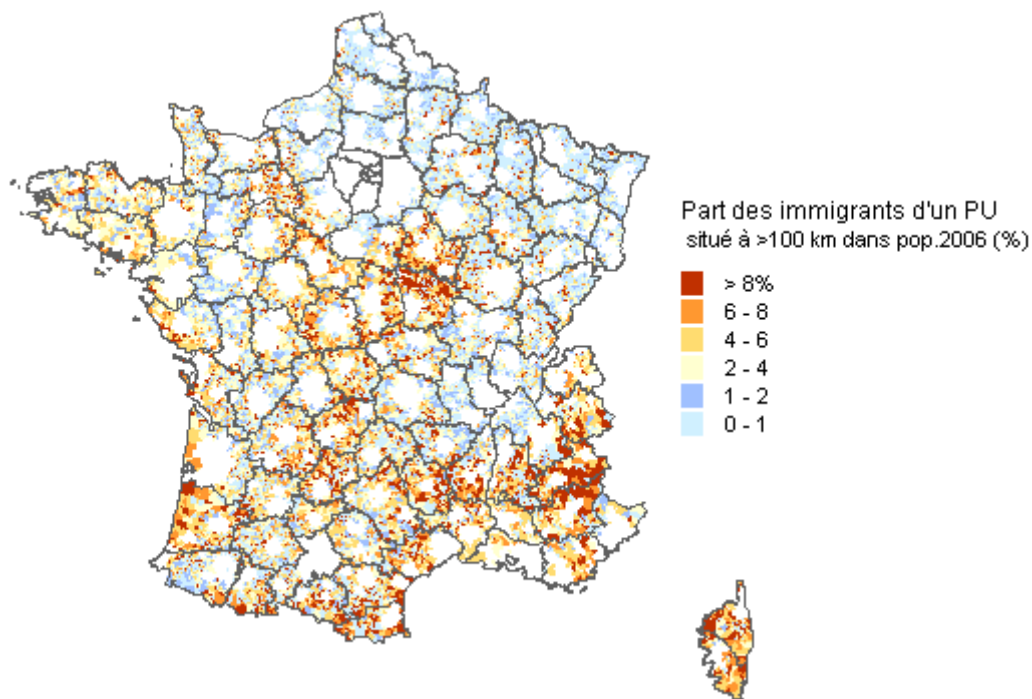 Part des immigrants d'un PU
situé à >100 km dans pop.2006 (%)
> 8%
6 - 8
4 - 6
2 - 4
1 - 2
0 - 1